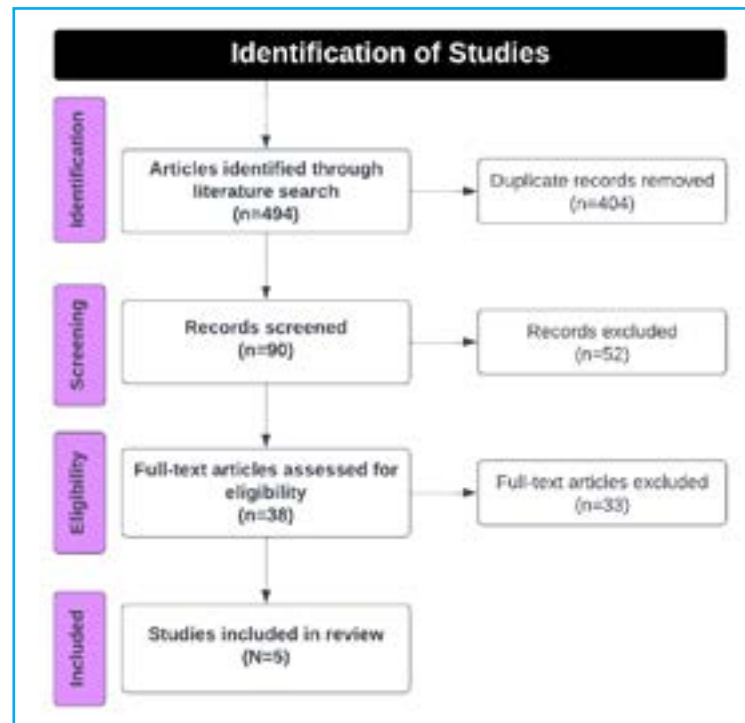 Identification of Studies
Identification
Articles identified through
literature search
(n=494)
Duplicate records removed
(n=404)
Screening
Records screened
(n=90)
Records excluded
(n=52)
Eligibility
Full-text articles assessed for
eligibility
(n=38)
Full-text articles excluded
(n=33)
Included
Studies included in review
(N=5)